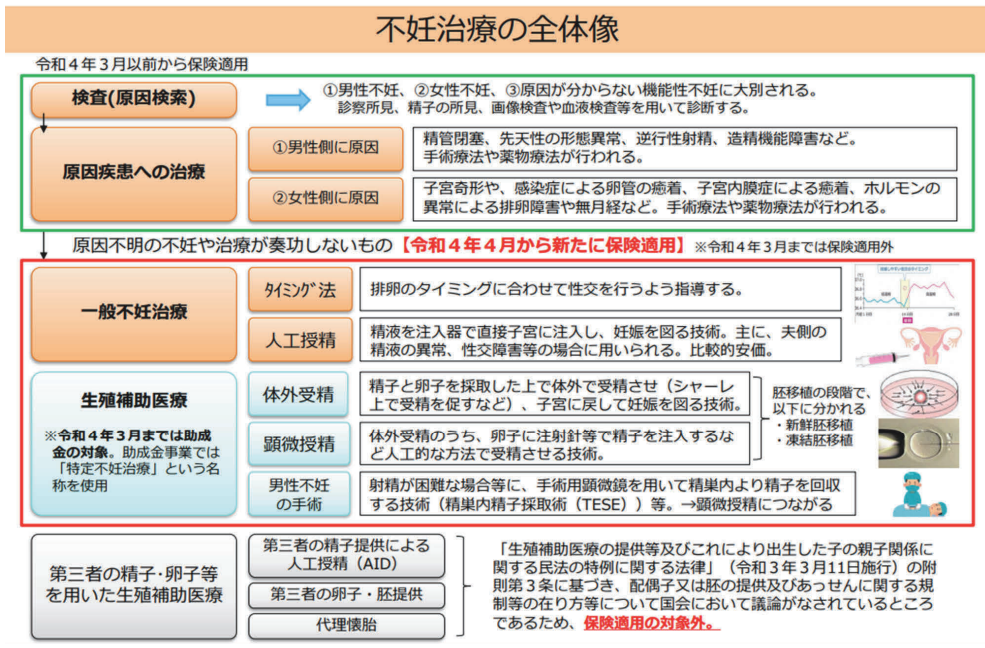 不妊治療の全体像
令和4年3月以前から保険適用
検査(原因検索)
①男性不妊、②女性不妊、③原因が分からない機能性不妊に大別される。
診察所見、精子の所見、画像検査や血液検査等を用いて診断する。
原因疾患への治療
①男性側に原因
精管閉塞、先天性の形態異常、逆行性射精、造精機能障害など。
手術療法や薬物療法が行われる。
②女性側に原因
子宮奇形や、感染症による卵管の癒着、子宮内膜症による癒着、ホルモンの
異常による排卵障害や無月経など。手術療法や薬物療法が行われる。
原因不明の不妊や治療が奏功しないもの【令和4年4月から新たに保険適用】※令和4年3月までは保険適用外
一般不妊治療
ﾀｲﾐﾝｸﾞ法
排卵のタイミングに合わせて性交を行うよう指導する。
人工授精
精液を注入器で直接子宮に注入し、妊娠を図る技術。主に、夫側の
精液の異常、性交障害等の場合に用いられる。比較的安価。
生殖補助医療
※令和4年3月までは助成
金の対象。助成金事業では
「特定不妊治療」という名
称を使用
体外受精
精子と卵子を採取した上で体外で受精させ（シャーレ
上で受精を促すなど）、子宮に戻して妊娠を図る技術。
顕微授精
体外受精のうち、卵子に注射針等で精子を注入するな
ど人工的な方法で受精させる技術。
胚移植の段階で、
以下に分かれる
・新鮮胚移植
・凍結胚移植
男性不妊
の手術
射精が困難な場合等に、手術用顕微鏡を用いて精巣内より精子を回収
する技術（精巣内精子採取術（TESE））等。→顕微授精につながる
第三者の精子・卵子等
を用いた生殖補助医療
第三者の精子提供による
人工授精（AID）
第三者の卵子・胚提供
代理懐胎
「生殖補助医療の提供等及びこれにより出生した子の親子関係に
関する民法の特例に関する法律」（令和3年3月11日施行）の附
則第3条に基づき、配偶子又は胚の提供及びあっせんに関する規
制等の在り方等について国会において議論がなされているところ
であるため、保険適用の対象外。